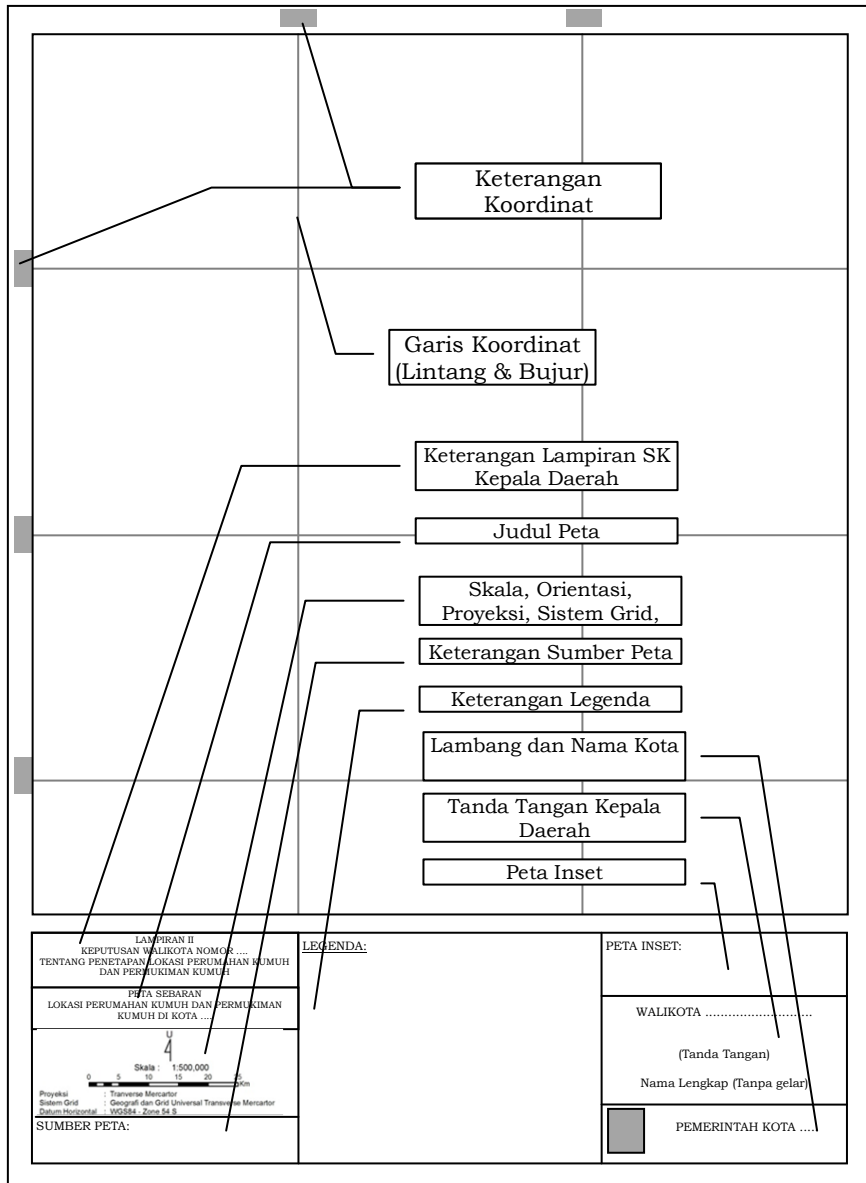 Keterangan
Koordinat
Garis Koordinat
(Lintang & Bujur)
Keterangan Lampiran SK
Kepala Daerah
Judul Peta
Skala, Orientasi,
Proyeksi, Sistem Grid,
Keterangan Sumber Peta
Keterangan Legenda
Lambang dan Nama Kota
Tanda Tangan Kepala
Daerah
Peta Inset
LAMPIRAN II
KEPUTUSAN WALIKOTA NOMOR ....
TENTANG PENETAPAN LOKASI PERUMAHAN KUMUH
DAN PERMUKIMAN KUMUH
PETA SEBARAN
LOKASI PERUMAHAN KUMUH DAN PERMUKIMAN
KUMUH DI KOTA ....
U
Skala : 1:500,000
0 5 10 15 20 25
Km
Proyeksi : Tranverse Mercartor
Sistem Grid : Geografi dan Grid Universal Transverse Mercartor
Datum Horizontal : WGS84 - Zone 54 S
SUMBER PETA:
LEGENDA:
PETA INSET:
WALIKOTA ............................
(Tanda Tangan)
Nama Lengkap (Tanpa gelar)
PEMERINTAH KOTA ....